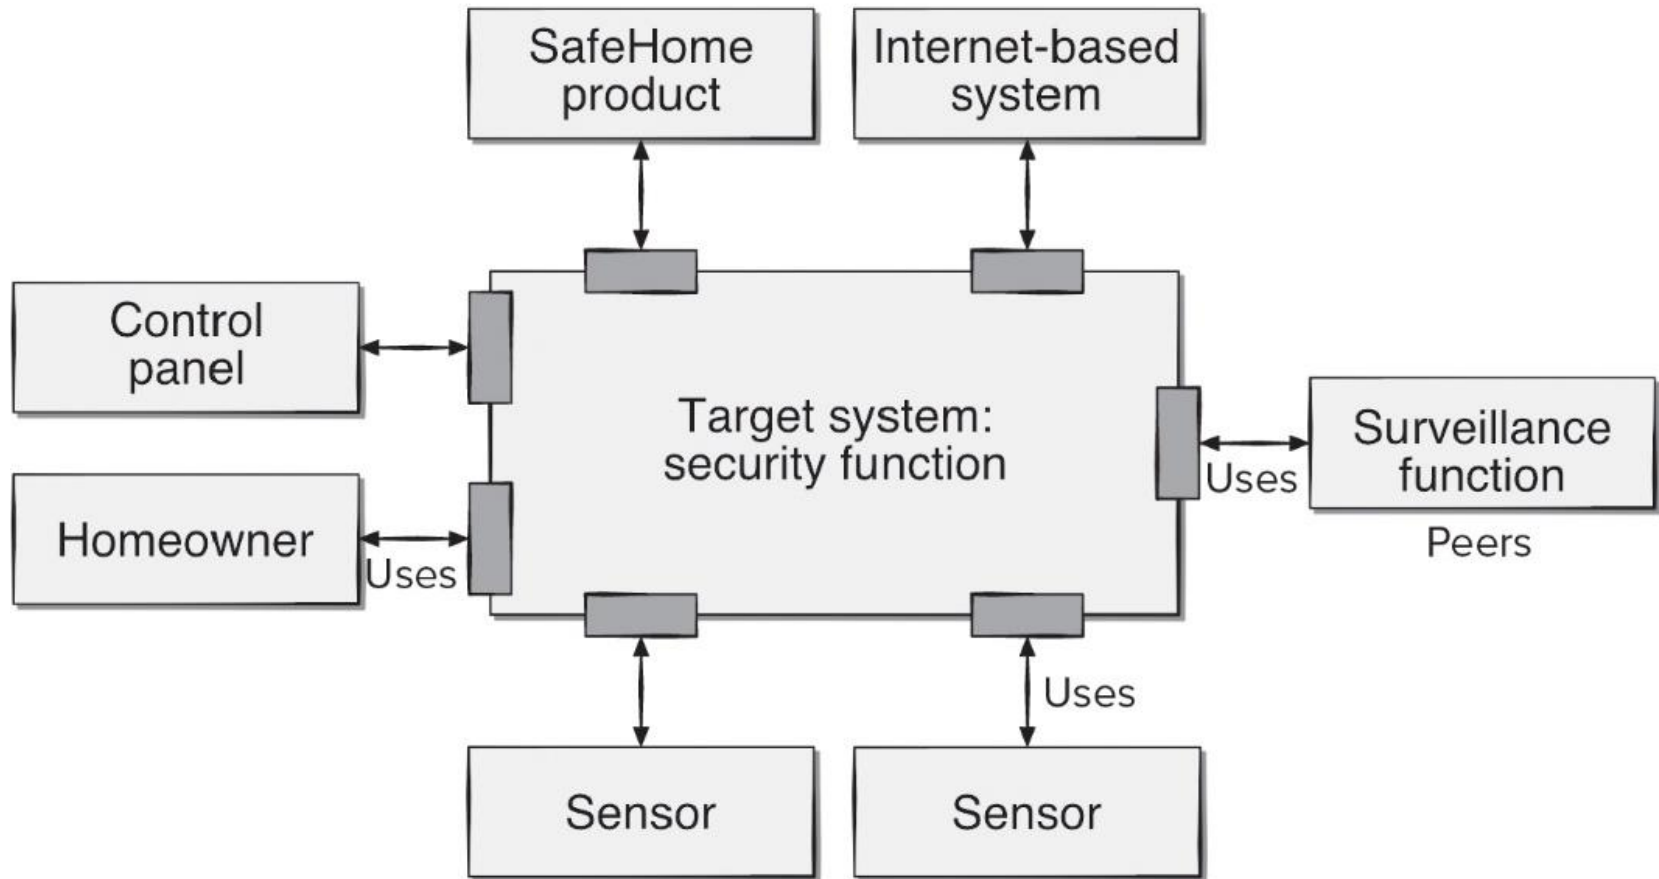 SafeHome
product
Internet-based
system
Control
panel
Target system:
security function
Surveillance
function
Uses
Peers
Homeowner
Uses
Uses
Sensor
Sensor